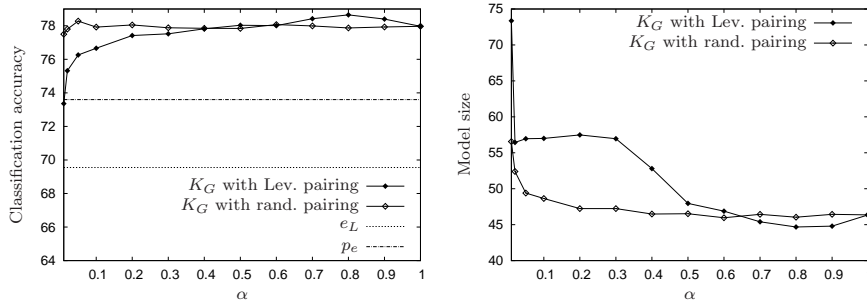 Classification accuracy
78
76
74
72
70
68
66
64
0.1 0.2 0.3 0.4 0.5 0.6 0.7 0.8 0.9 1
α
K_G with Lev. pairing
K_G with rand. pairing
e_L
p_e
Model size
75
70
65
60
55
50
45
40
0.1 0.2 0.3 0.4 0.5 0.6 0.7 0.8 0.9
α
K_G with Lev. pairing
K_G with rand. pairing